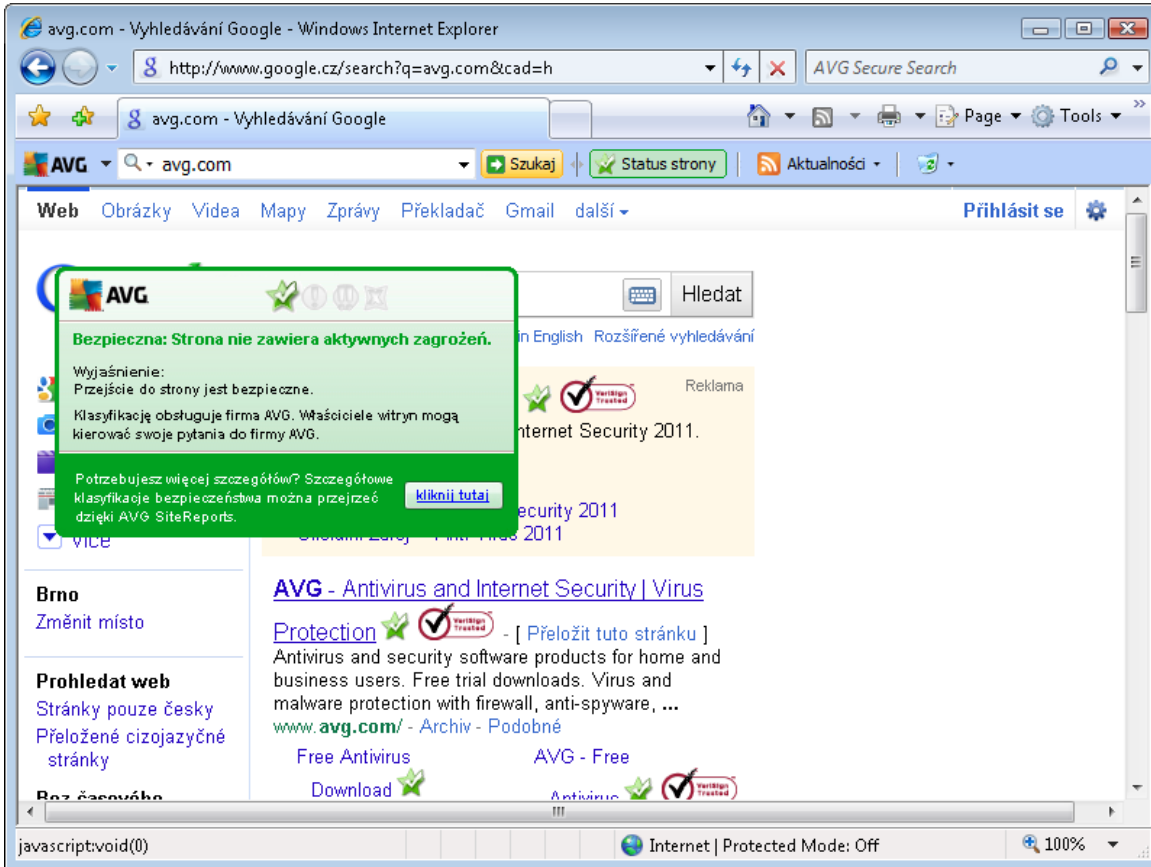 avg.com - Vyhledávání Google - Windows Internet Explorer
http://www.google.cz/search?q=avg.com&cad=h
AVG Secure Search
avg.com - Vyhledávání Google
Page
Tools
AVG
avg.com
Szukaj
Status strony
Aktualności
Web Obrázky Videa Mapy Zprávy Překladač Gmail další
Přihlásit se
AVG
Hledat
Bezpieczna: Strona nie zawiera aktywnych zagrożeń.
in English Rozšířené vyhledávání
Wyjaśnienie:
Przejście do strony jest bezpieczne.
Klasyfikację obsługuje firma AVG. Właściciele witryn mogą
kierować swoje pytania do firmy AVG.
VeriSign Trusted
Reklama
nternet Security 2011.
Potrzebujesz więcej szczegółów? Szczegółowe
klasyfikacje bezpieczeństwa można przejrzeć
dzięki AVG SiteReports.
kliknij tutaj
ecurity 2011
2011
Brno
Změnit místo
Prohledat web
Stránky pouze česky
Přeložené cizojazyčné
stránky
AVG - Antivirus and Internet Security | Virus
Protection VeriSign Trusted - [ Přeložit tuto stránku ]
Antivirus and security software products for home and
business users. Free trial downloads. Virus and
malware protection with firewall, anti-spyware, ...
www.avg.com/ - Archiv - Podobné
Free Antivirus
Download
AVG - Free
Antivirus VeriSign Trusted
Bez časového
javascript:void(0)
Internet | Protected Mode: Off
100%